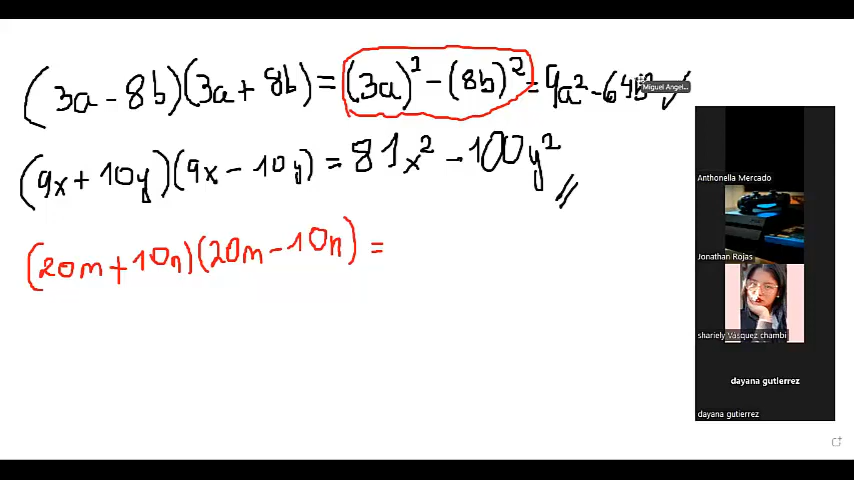 (3a - 8b)(3a + 8b) = (3a)² - (8b)² = 9a² - 64b²
Miguel Angel...
(9x + 10y)(9x - 10y) = 81x² - 100y²
(20m + 10n)(20m - 10n) =
Anthonella Mercado
Jonathan Rojas
shariely Vasquez chambi
dayana gutierrez
dayana gutierrez